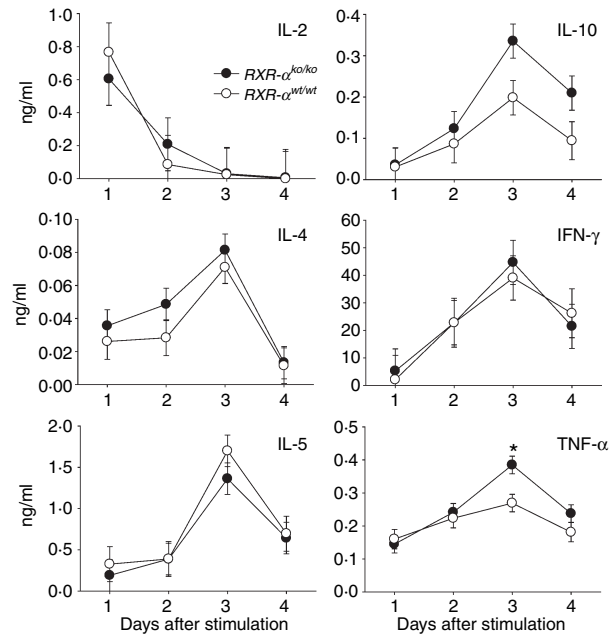 IL-2
1·0
0·8
0·6
0·4
0·2
0·0
ng/ml
RXR-α^ko/ko
RXR-α^wt/wt
1 2 3 4
IL-10
0·4
0·3
0·2
0·1
0·0
1 2 3 4
IL-4
0·10
0·08
0·06
0·04
0·02
0·00
ng/ml
1 2 3 4
IFN-γ
60
50
40
30
20
10
0
1 2 3 4
IL-5
2·0
1·5
1·0
0·5
0·0
ng/ml
1 2 3 4
Days after stimulation
TNF-α
*
0·5
0·4
0·3
0·2
0·1
0·0
1 2 3 4
Days after stimulation